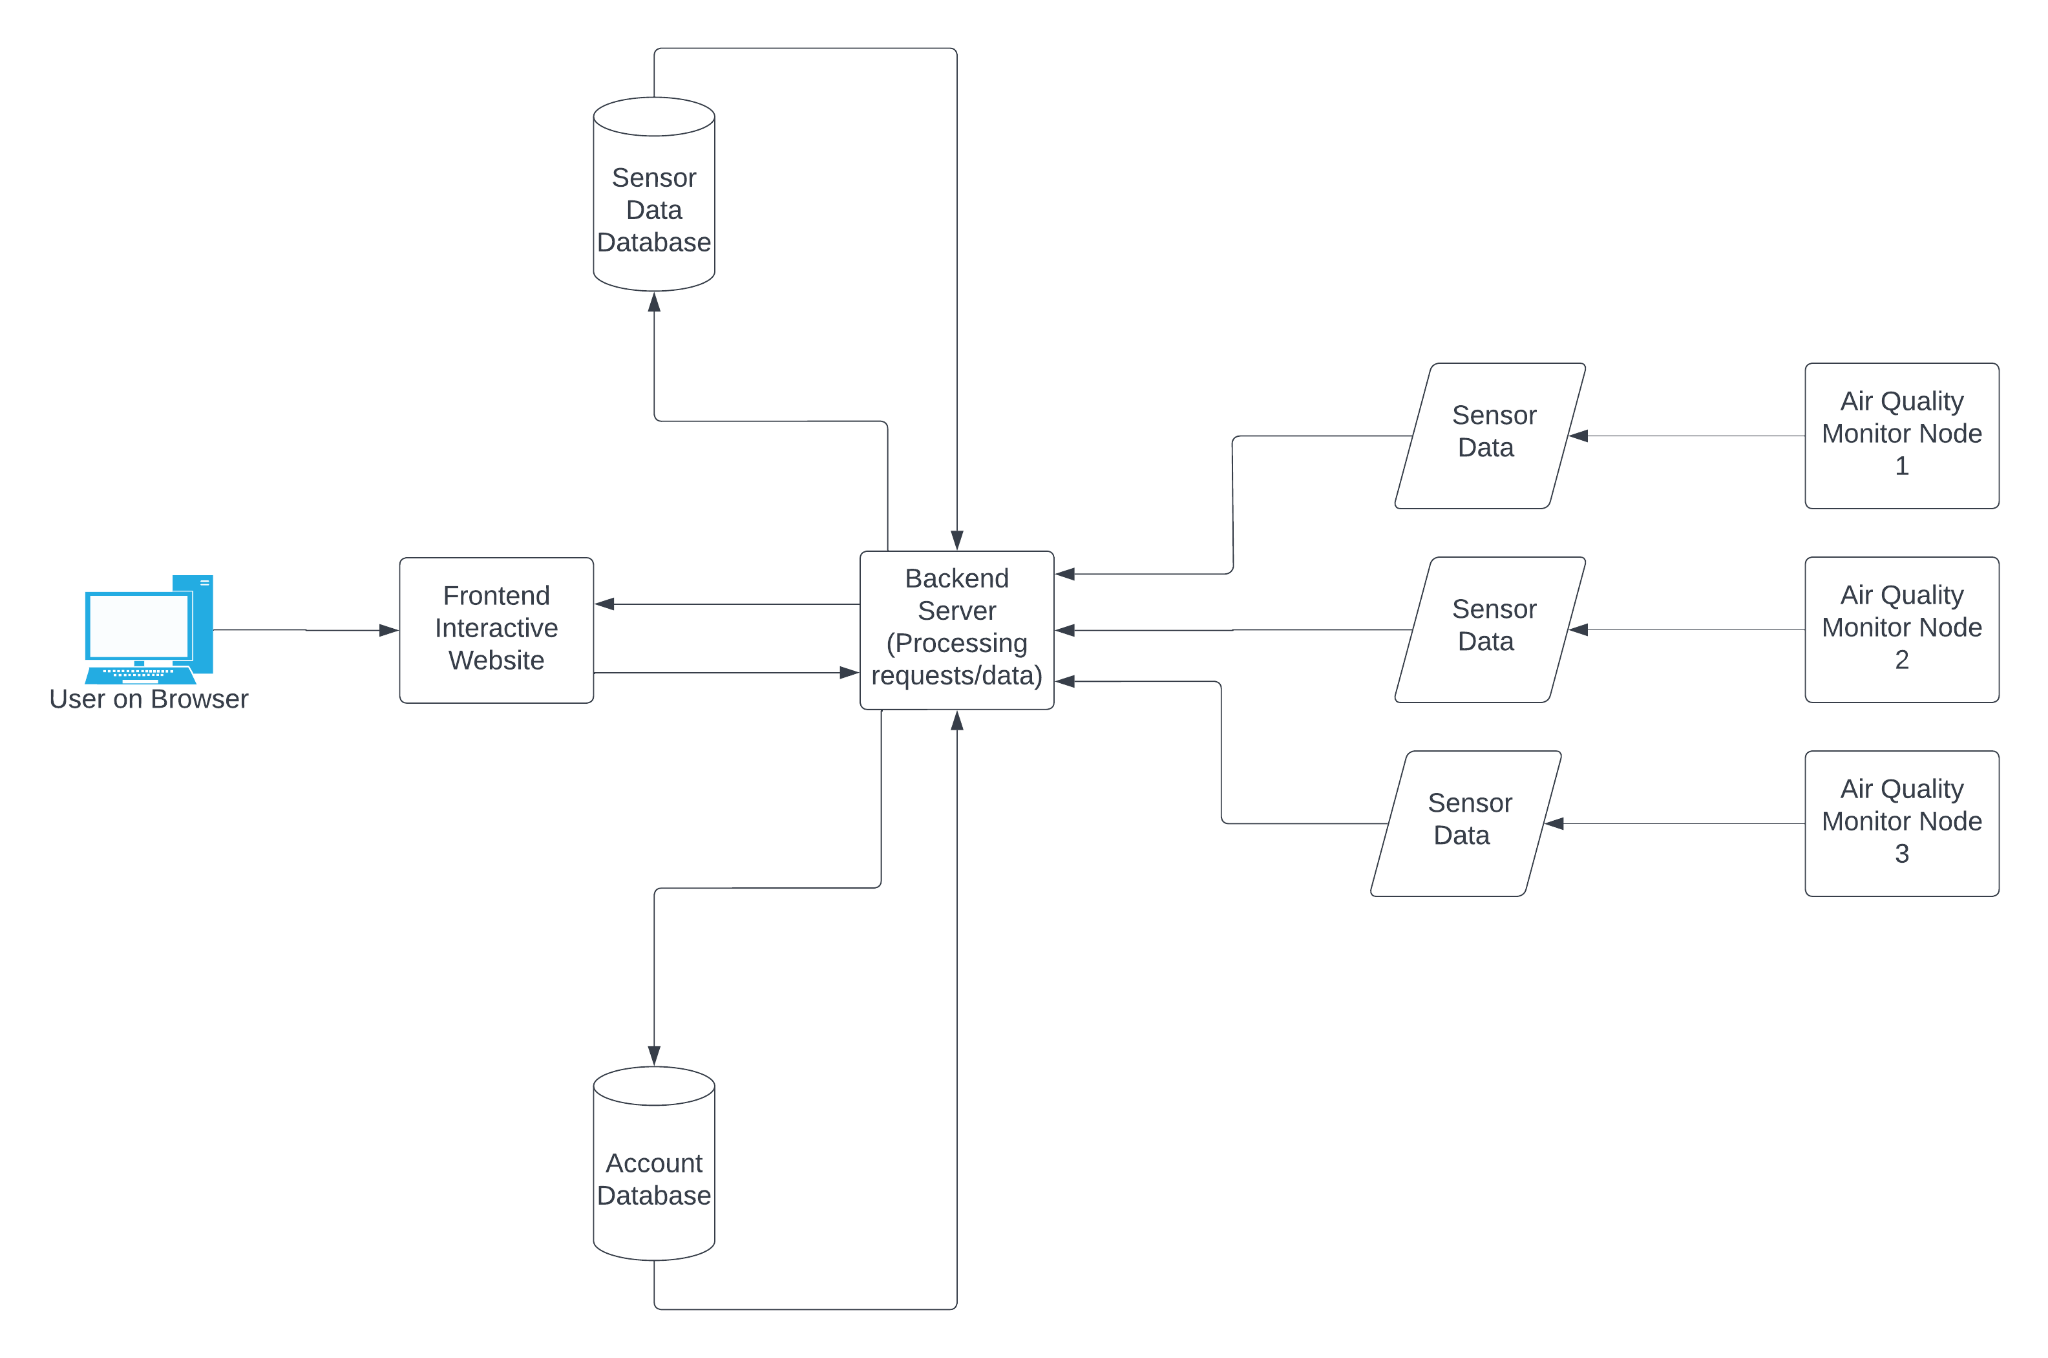 Sensor
Data
Database
Air Quality
Monitor Node
1
Sensor
Data
Backend
Server
(Processing
requests/data)
Frontend
Interactive
Website
User on Browser
Sensor
Data
Air Quality
Monitor Node
2
Sensor
Data
Air Quality
Monitor Node
3
Account
Database